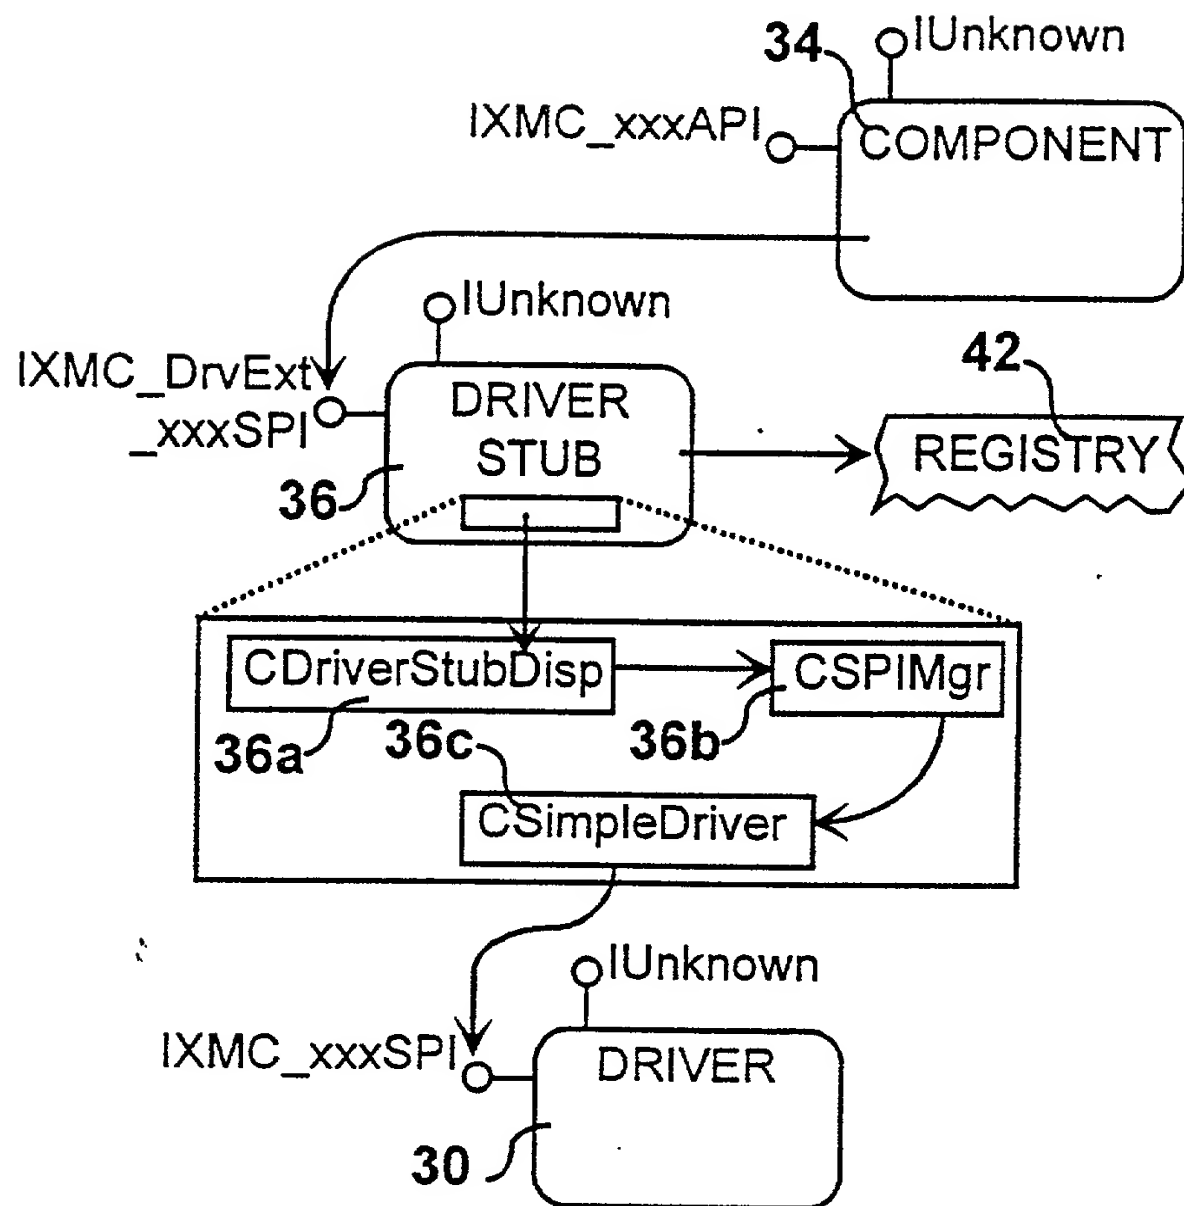 34
IUnknown
IXMC_xxxAPI
COMPONENT
IUnknown
42
IXMC_DrvExt
_xxxSPI
DRIVER
STUB
REGISTRY
36
CDriverStubDisp
CSPIMgr
36a
36c
36b
CSimpleDriver
IUnknown
IXMC_xxxSPI
DRIVER
30